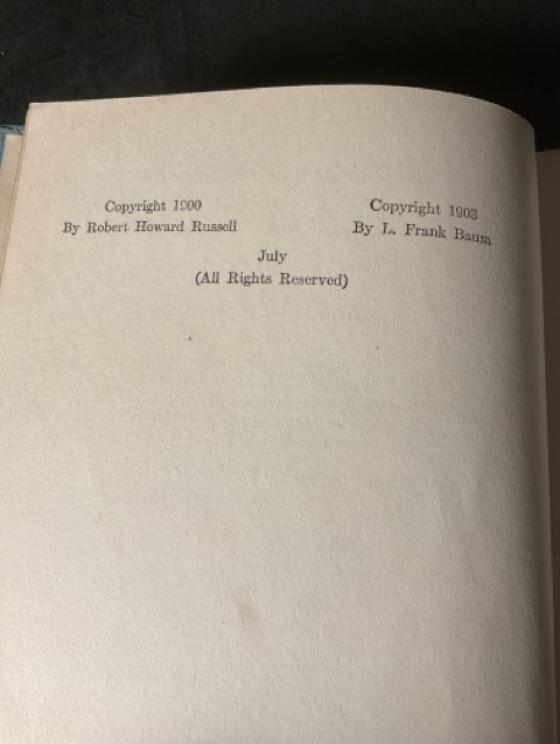 Copyright 1900
By Robert Howard Russell
Copyright 1903
By L. Frank Baum
July
(All Rights Reserved)